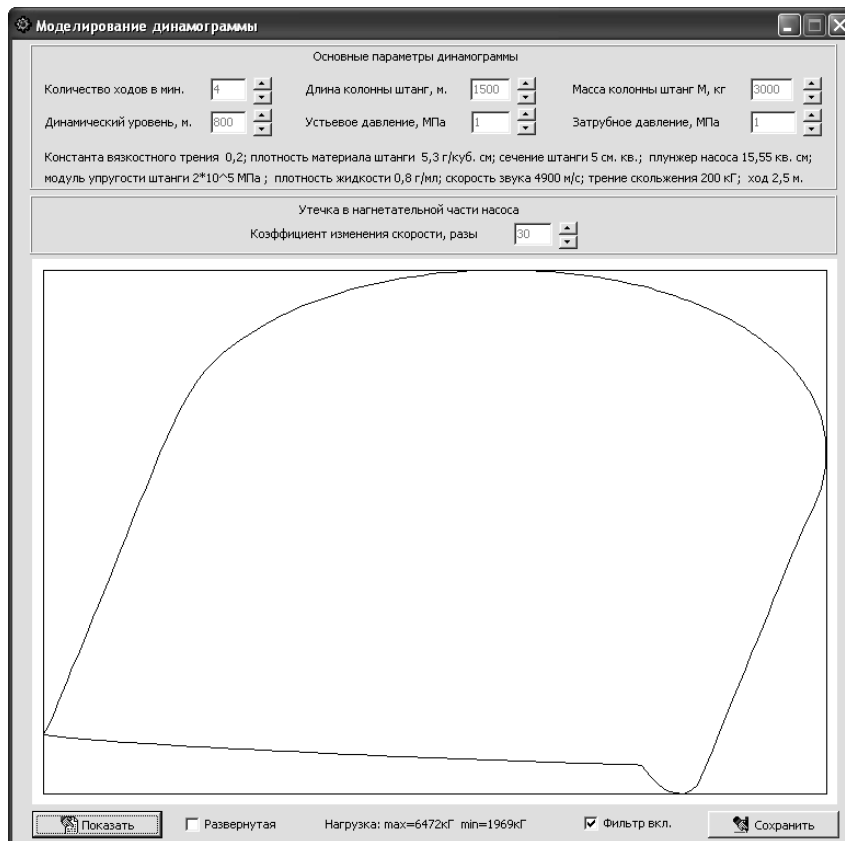 Моделирование динамограммы
Основные параметры динамограммы
Количество ходов в мин. 4 Длина колонны штанг, м. 1500 Масса колонны штанг М, кг 3000
Динамический уровень, м. 800 Устьевое давление, МПа 1 Затрубное давление, МПа 1
Константа вязкостного трения 0,2; плотность материала штанги 5,3 г/куб. см; сечение штанги 5 см. кв.; плунжер насоса 15,55 кв. см;
модуль упругости штанги 2*10^5 МПа ; плотность жидкости 0,8 г/мл; скорость звука 4900 м/с; трение скольжения 200 кГ; ход 2,5 м.
Утечка в нагнетательной части насоса
Коэффициент изменения скорости, разы 30
Показать Развернутая Нагрузка: max=6472кГ min=1969кГ Фильтр вкл. Сохранить